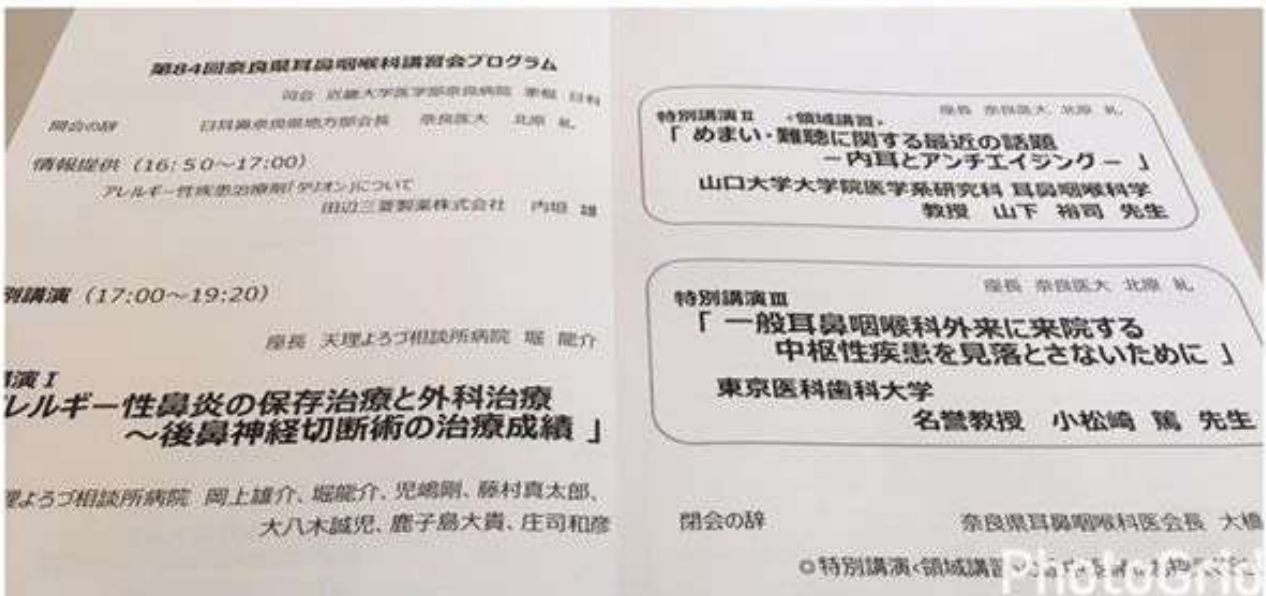 第84回奈良県耳鼻咽喉科講習会プログラム
司会 近畿大学医学部奈良病院
開会の辞 日耳鼻奈良県地方部会長 奈良医大 北原 糺
情報提供 (16:50~17:00)
アレルギー性疾患治療剤「タリオン」について
田辺三菱製薬株式会社 内垣 雄
別講演 (17:00~19:20)
座長 天理よろづ相談所病院 堀 龍介
講演 I
レルギー性鼻炎の保存治療と外科治療
~後鼻神経切断術の治療成績 」
理よろづ相談所病院 岡上雄介、堀龍介、児嶋剛、藤村真太郎、
大八木誠児、鹿子島大貴、庄司和彦
特別講演 II <領域講習> 座長 奈良医大 北原 糺
「 めまい・難聴に関する最近の話題
-内耳とアンチエイジング- 」
山口大学大学院医学系研究科 耳鼻咽喉科学
教授 山下 裕司 先生
座長 奈良医大 北原 糺
特別講演 III
「 一般耳鼻咽喉科外来に来院する
中枢性疾患を見落とさないために 」
東京医科歯科大学
名誉教授 小松崎 篤 先生
閉会の辞 奈良県耳鼻咽喉科医会長 大橋
◎特別講演<領域講習
PhotoGrid